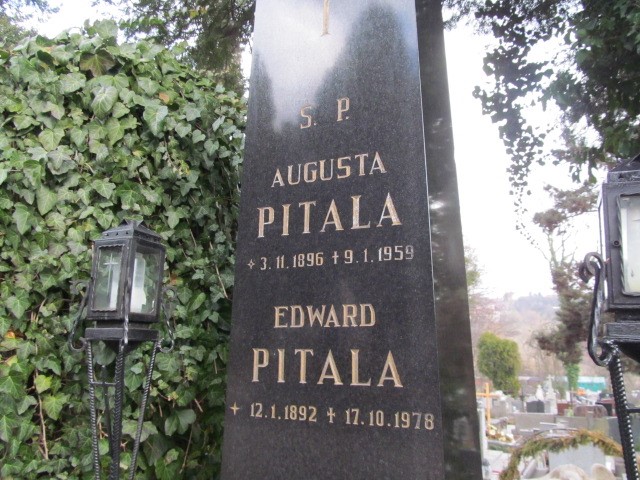 S. P.
AUGUSTA
PITALA
+ 3.11.1896 + 9.1.1959
EDWARD
PITALA
+ 12.1.1892 + 17.10.1978